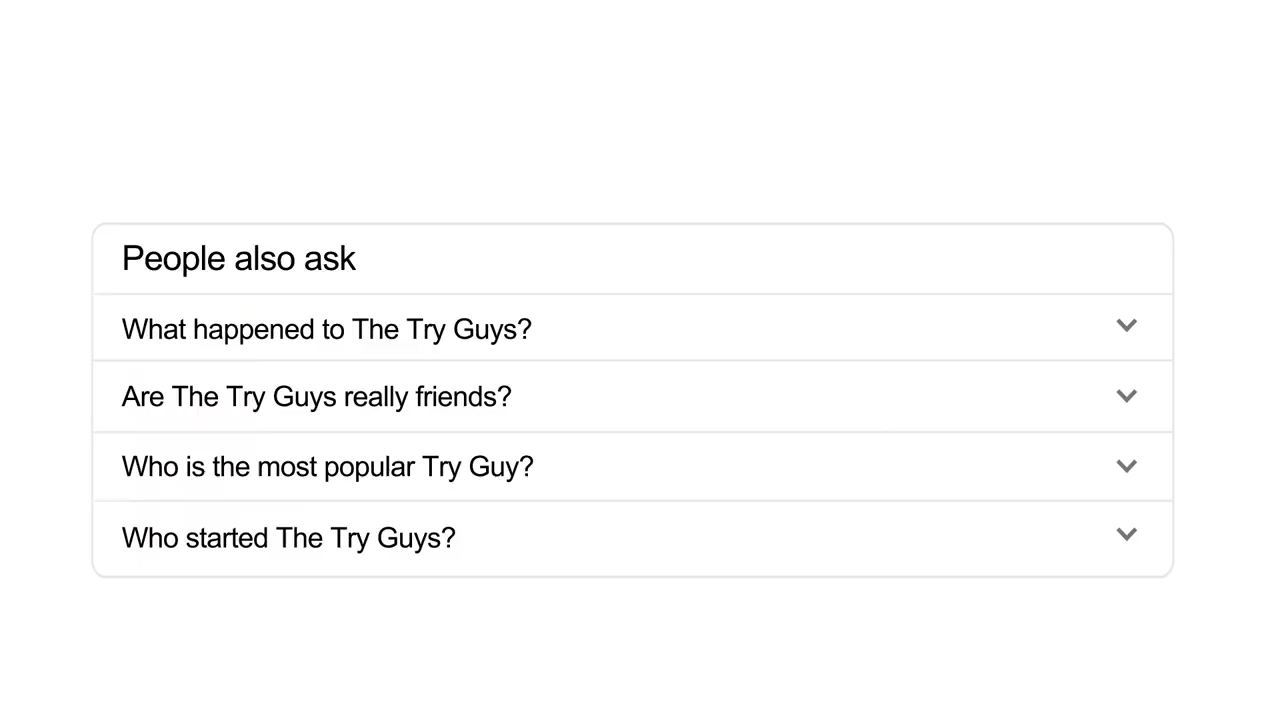 People also ask
What happened to The Try Guys?
Are The Try Guys really friends?
Who is the most popular Try Guy?
Who started The Try Guys?